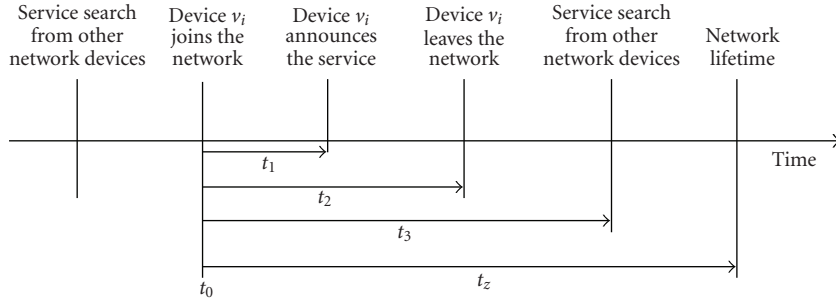 Service search
from other
network devices
Device vi
joins the
network
Device vi
announces
the service
Device vi
leaves the
network
Service search
from other
network devices
Network
lifetime
Time
t1
t2
t3
t0
tz